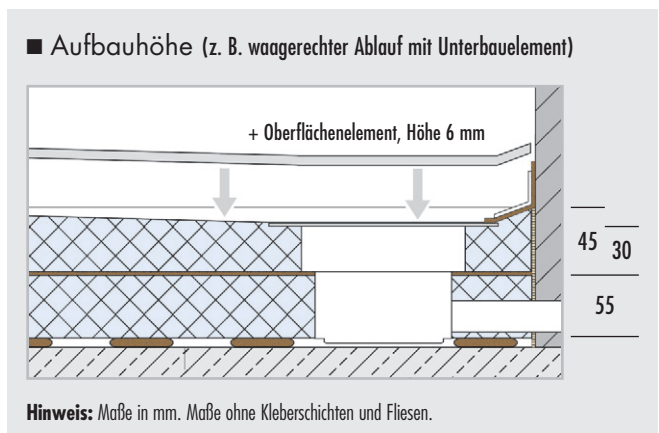 ■ Aufbauhöhe (z. B. waagerechter Ablauf mit Unterbauelement)
+ Oberflächenelement, Höhe 6 mm
45
30
55
Hinweis: Maße in mm. Maße ohne Kleberschichten und Fliesen.